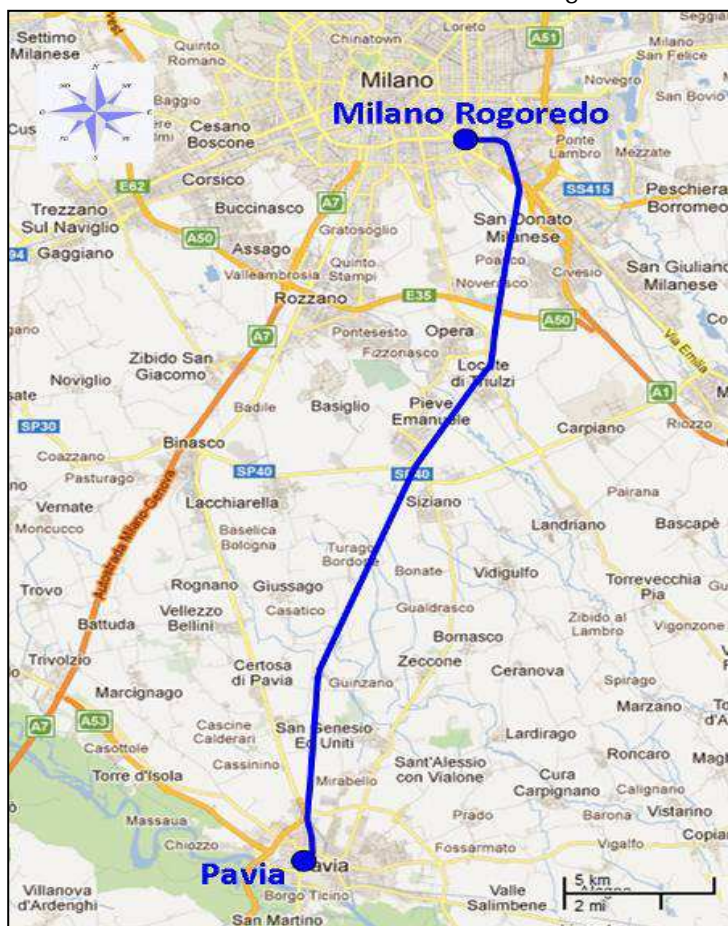 Settimo
Milanese
Quinto
Romano
Chinatown
Loreto
A51
Milano
San Felice
Novegro
San Bovio
Milano
Baggio
Milano Rogoredo
Cesano
Boscone
Ponte
Lambro
Mezzate
E62
Corsico
SS415
Peschiera
Borromeo
Trezzano
Sul Naviglio
Buccinasco
A7
Gratosoglio
San Donato
Milanese
Gaggiano
A50
Assago
Valleambrosia
Quinto
Stampi
Noverasco
Civesio
San Giuliano
Milanese
Rozzano
E35
A50
A7
Pontesesto
Opera
Via Emilia
Fizzonasco
Zibido San
Giacomo
Locate
di Triulzi
Noviglio
A1
Badile
Basiglio
Pieve
Emanuele
Carpiano
Riozzo
SP30
Binasco
Coazzano
Pasturago
SP40
SP40
Pairana
Vernate
Moncucco
Lacchiarella
Siziano
Landriano
Bascapè
Autostrada Milano-Genova
Baselica
Bologna
Turago
Bordone
Bonate
Vidigulfo
Trovo
Rognano
Giussago
Torrevecchia
Pia
Casatico
Gualdrasco
Vellezzo
Bellini
Battuda
Bornasco
Zibido al
Lambro
Vigonzone
Trivolzio
Certosa
di Pavia
Zeccone
Ceranova
Guinzano
Spirago
Marcignago
Marzano
A7
A53
Cascine
Calderari
San Genesio
Ed Uniti
Lardirago
Casottole
Cassinino
Sant'Alessio
con Vialone
Roncaro
Torre d'Isola
Mirabello
Cura
Carpignano
Calignario
Massaua
Prado
Barona
Vistarino
Chiozzo
Fossarmato
Vigalfo
Pavia
Villanova
d'Ardenghi
Borgo Ticino
Valle
Salimbene
5 km
2 mi
San Martino